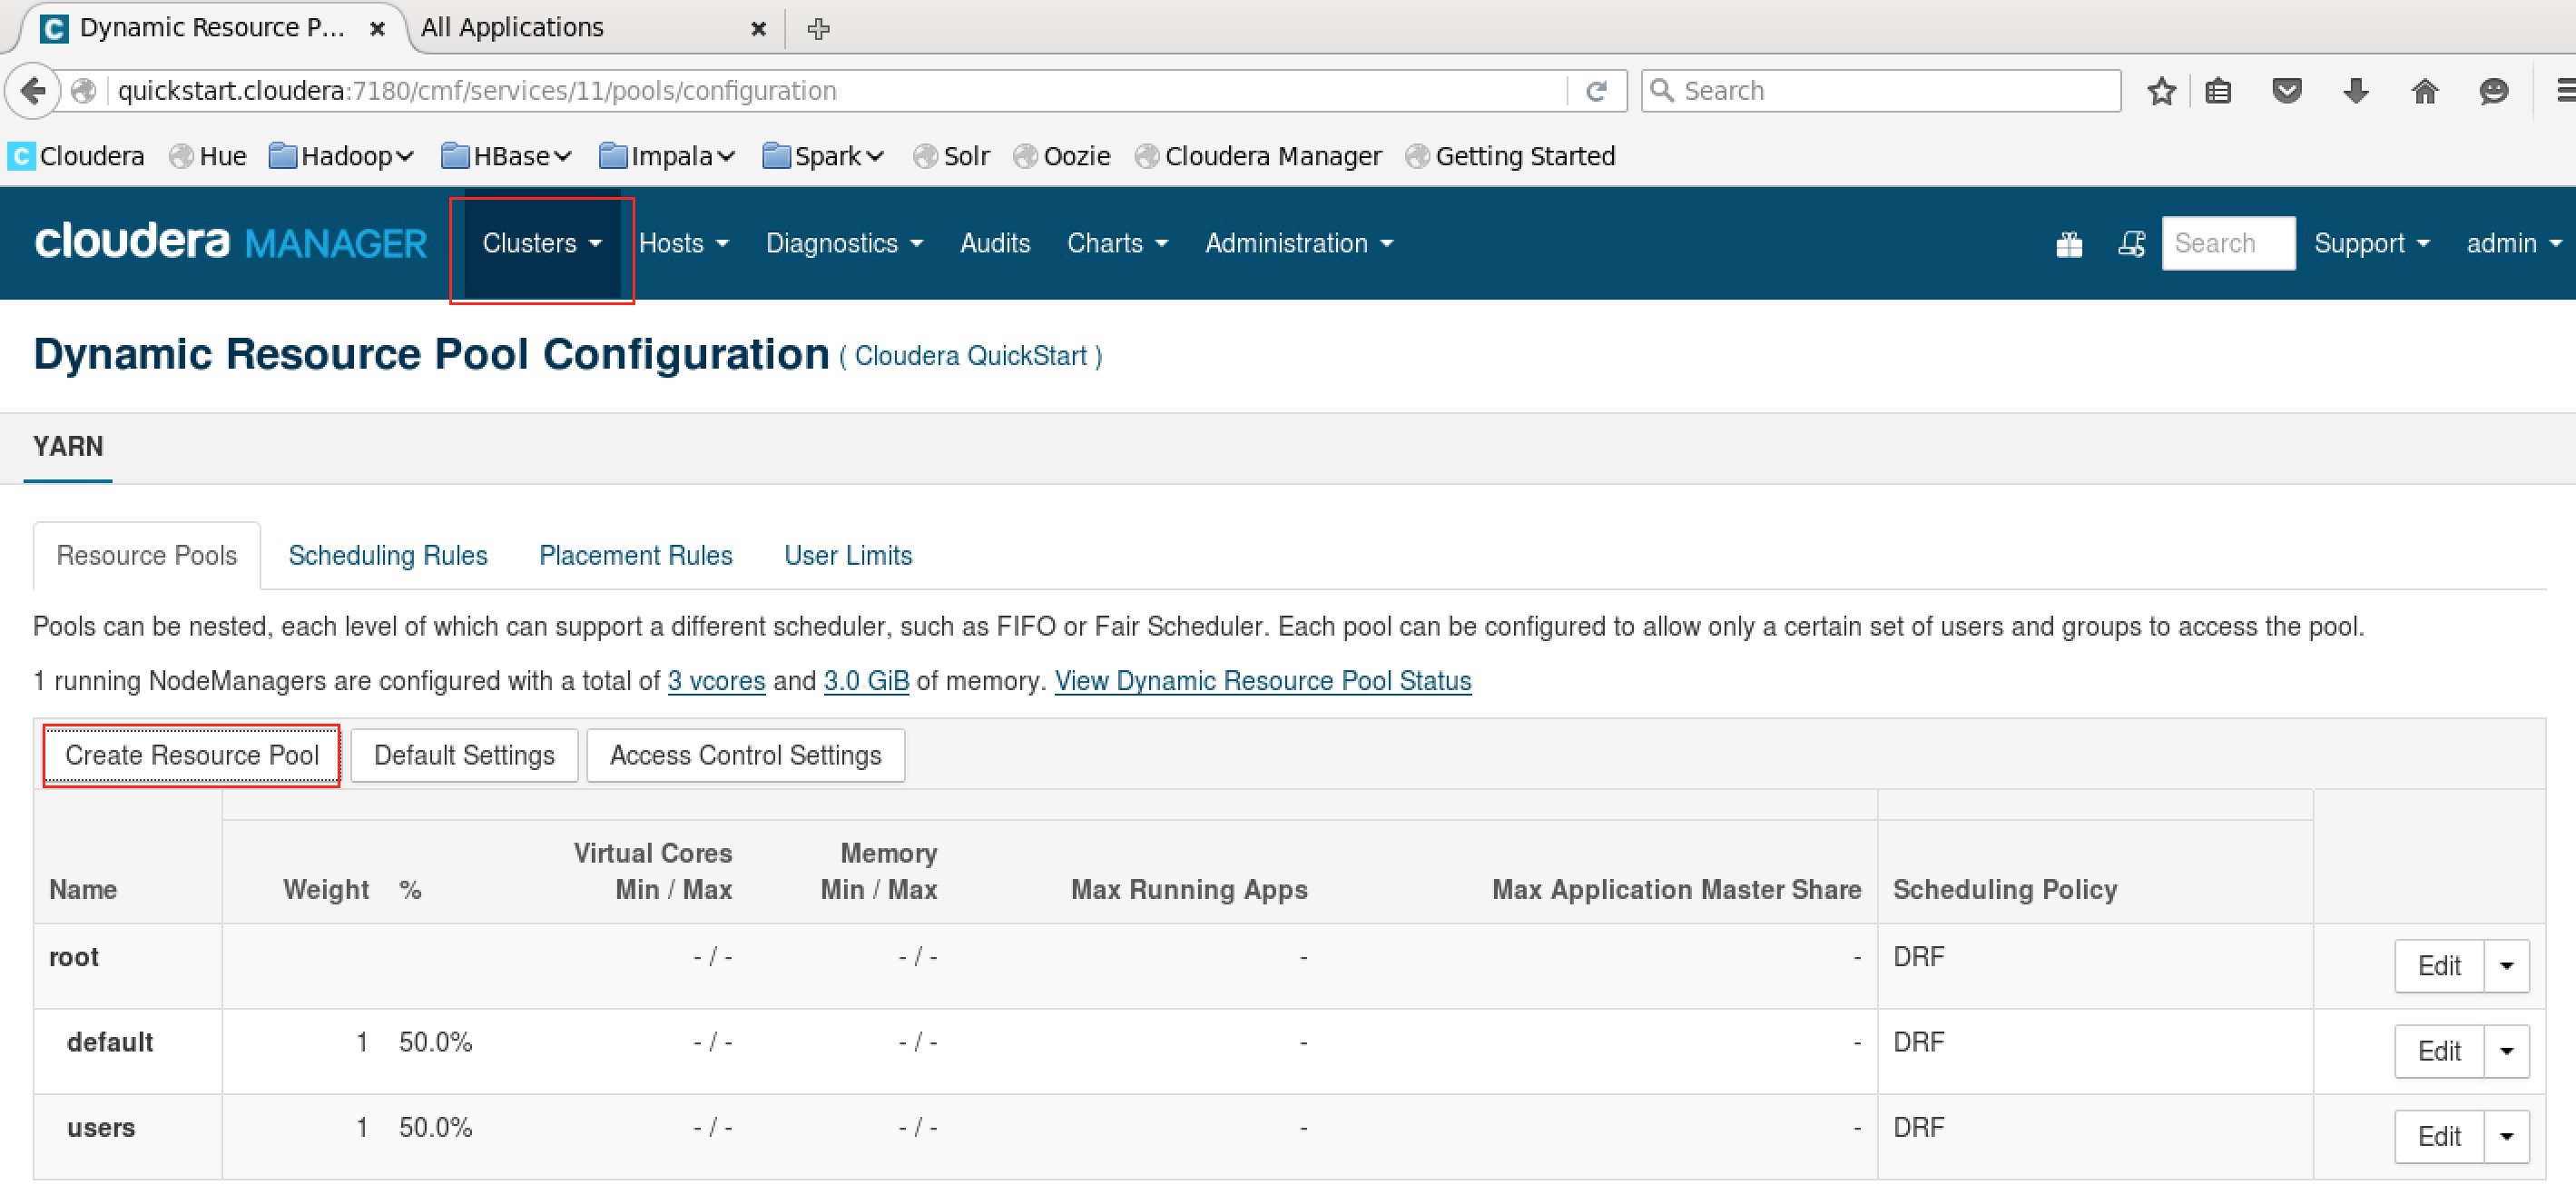 Dynamic Resource P...
All Applications
quickstart.cloudera:7180/cmf/services/11/pools/configuration
Search
Cloudera Hue Hadoop HBase Impala Spark Solr Oozie Cloudera Manager Getting Started
cloudera MANAGER Clusters Hosts Diagnostics Audits Charts Administration Search Support admin
Dynamic Resource Pool Configuration ( Cloudera QuickStart )
YARN
Resource Pools Scheduling Rules Placement Rules User Limits
Pools can be nested, each level of which can support a different scheduler, such as FIFO or Fair Scheduler. Each pool can be configured to allow only a certain set of users and groups to access the pool.
1 running NodeManagers are configured with a total of 3 vcores and 3.0 GiB of memory. View Dynamic Resource Pool Status
Create Resource Pool Default Settings Access Control Settings
Virtual Cores Memory
Name Weight % Min / Max Min / Max Max Running Apps Max Application Master Share Scheduling Policy
root - / - - / - - - DRF Edit
default 1 50.0% - / - - / - - - DRF Edit
users 1 50.0% - / - - / - - - DRF Edit